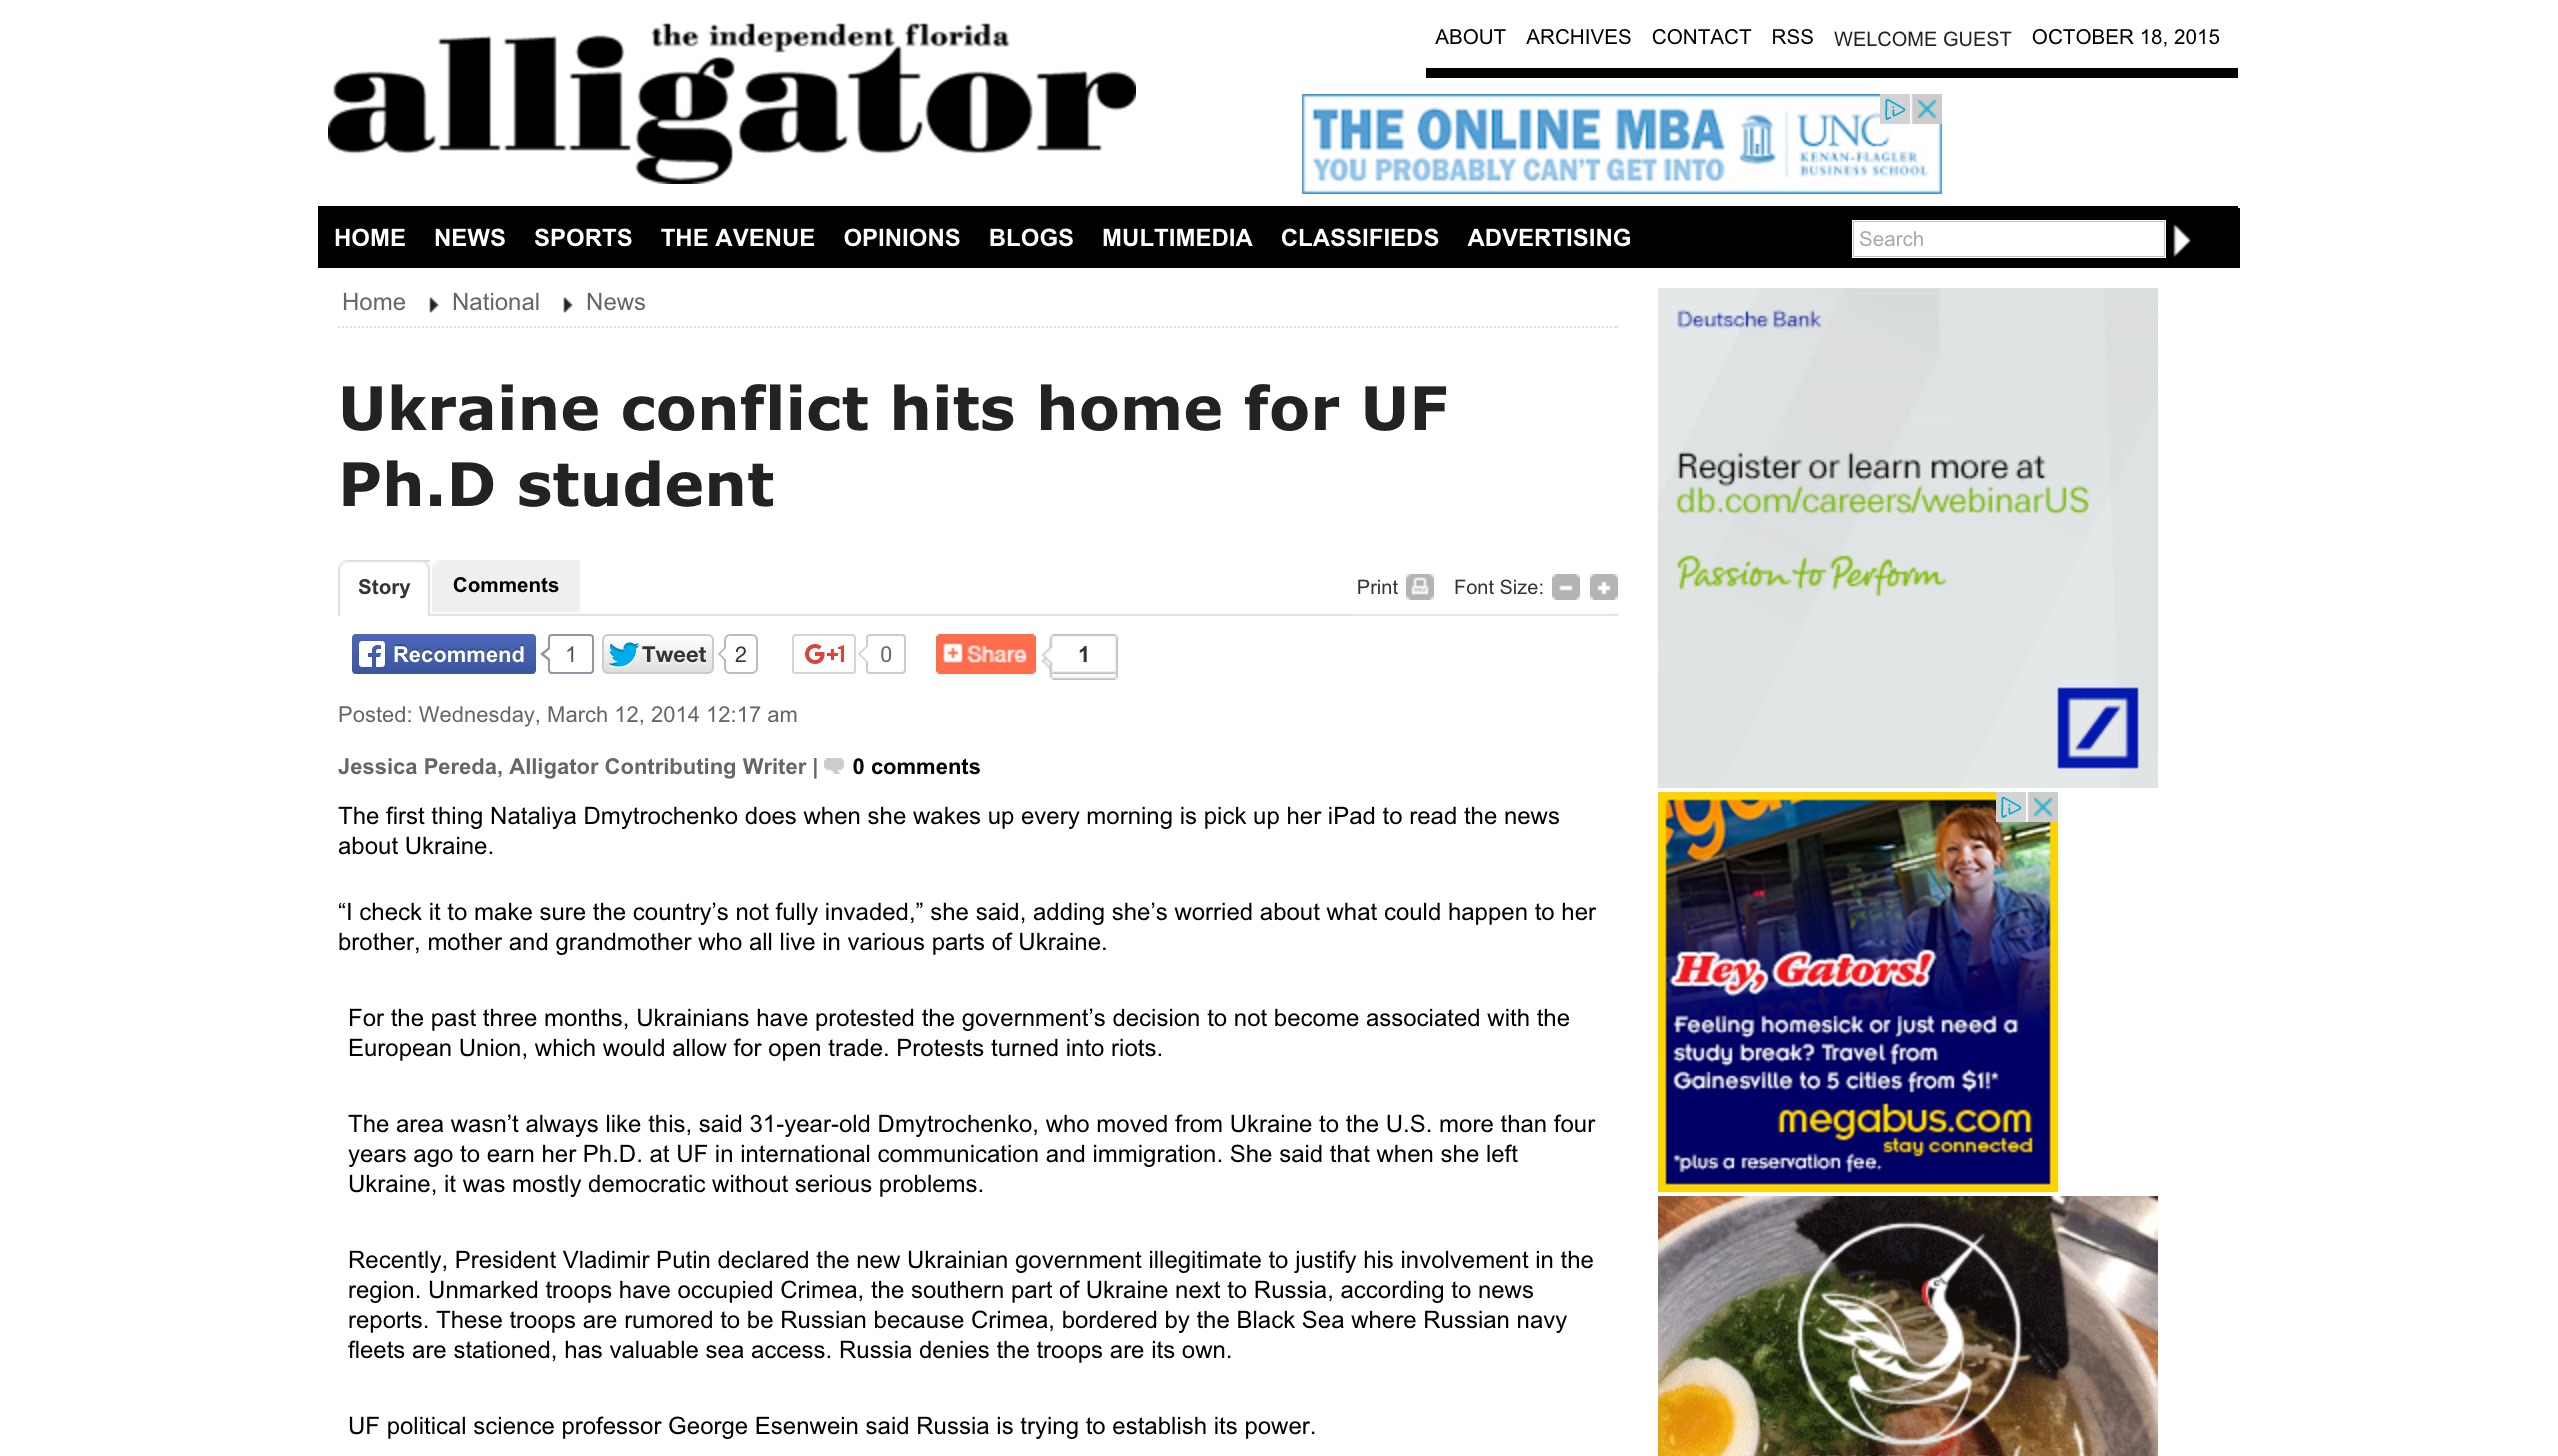 the independent florida
alligator
ABOUT ARCHIVES CONTACT RSS WELCOME GUEST OCTOBER 18, 2015
THE ONLINE MBA
YOU PROBABLY CAN'T GET INTO
UNC
KENAN-FLAGLER
BUSINESS SCHOOL
HOME NEWS SPORTS THE AVENUE OPINIONS BLOGS MULTIMEDIA CLASSIFIEDS ADVERTISING
Search
Home National News
Ukraine conflict hits home for UF
Ph.D student
Story Comments
Print Font Size:
Recommend 1 Tweet 2 G+1 0 Share 1
Posted: Wednesday, March 12, 2014 12:17 am
Jessica Pereda, Alligator Contributing Writer | 0 comments
The first thing Nataliya Dmytrochenko does when she wakes up every morning is pick up her iPad to read the news
about Ukraine.
“I check it to make sure the country’s not fully invaded,” she said, adding she’s worried about what could happen to her
brother, mother and grandmother who all live in various parts of Ukraine.
For the past three months, Ukrainians have protested the government’s decision to not become associated with the
European Union, which would allow for open trade. Protests turned into riots.
The area wasn’t always like this, said 31-year-old Dmytrochenko, who moved from Ukraine to the U.S. more than four
years ago to earn her Ph.D. at UF in international communication and immigration. She said that when she left
Ukraine, it was mostly democratic without serious problems.
Recently, President Vladimir Putin declared the new Ukrainian government illegitimate to justify his involvement in the
region. Unmarked troops have occupied Crimea, the southern part of Ukraine next to Russia, according to news
reports. These troops are rumored to be Russian because Crimea, bordered by the Black Sea where Russian navy
fleets are stationed, has valuable sea access. Russia denies the troops are its own.
UF political science professor George Esenwein said Russia is trying to establish its power.
Deutsche Bank
Register or learn more at
db.com/careers/webinarUS
Passion to Perform
Hey, Gators!
Feeling homesick or just need a
study break? Travel from
Gainesville to 5 cities from $1!*
megabus.com
stay connected
*plus a reservation fee.